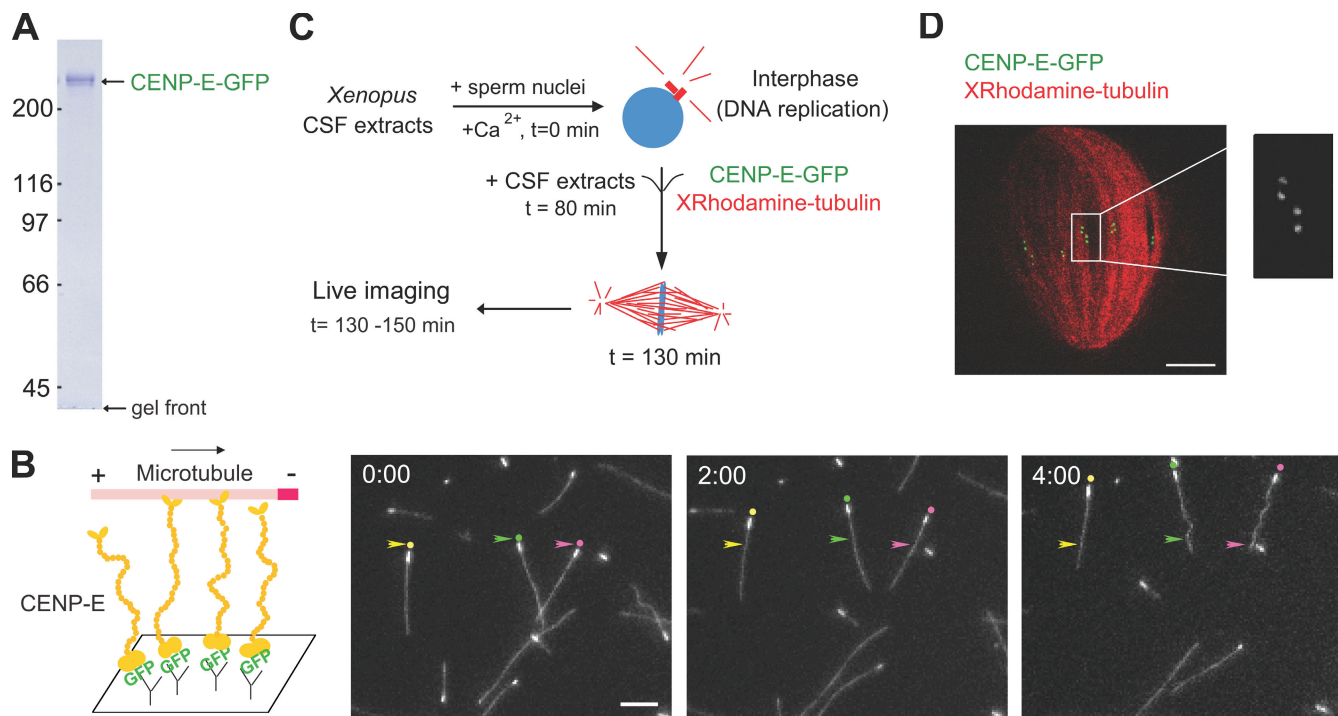 A
CENP-E-GFP
200
116
97
66
45
gel front
C
Xenopus
CSF extracts
+ sperm nuclei
+Ca 2+, t=0 min
Interphase
(DNA replication)
+ CSF extracts
t = 80 min
CENP-E-GFP
XRhodamine-tubulin
Live imaging
t= 130 -150 min
t = 130 min
D
CENP-E-GFP
XRhodamine-tubulin
B
+ Microtubule -
CENP-E
GFP GFP GFP GFP
0:00
2:00
4:00